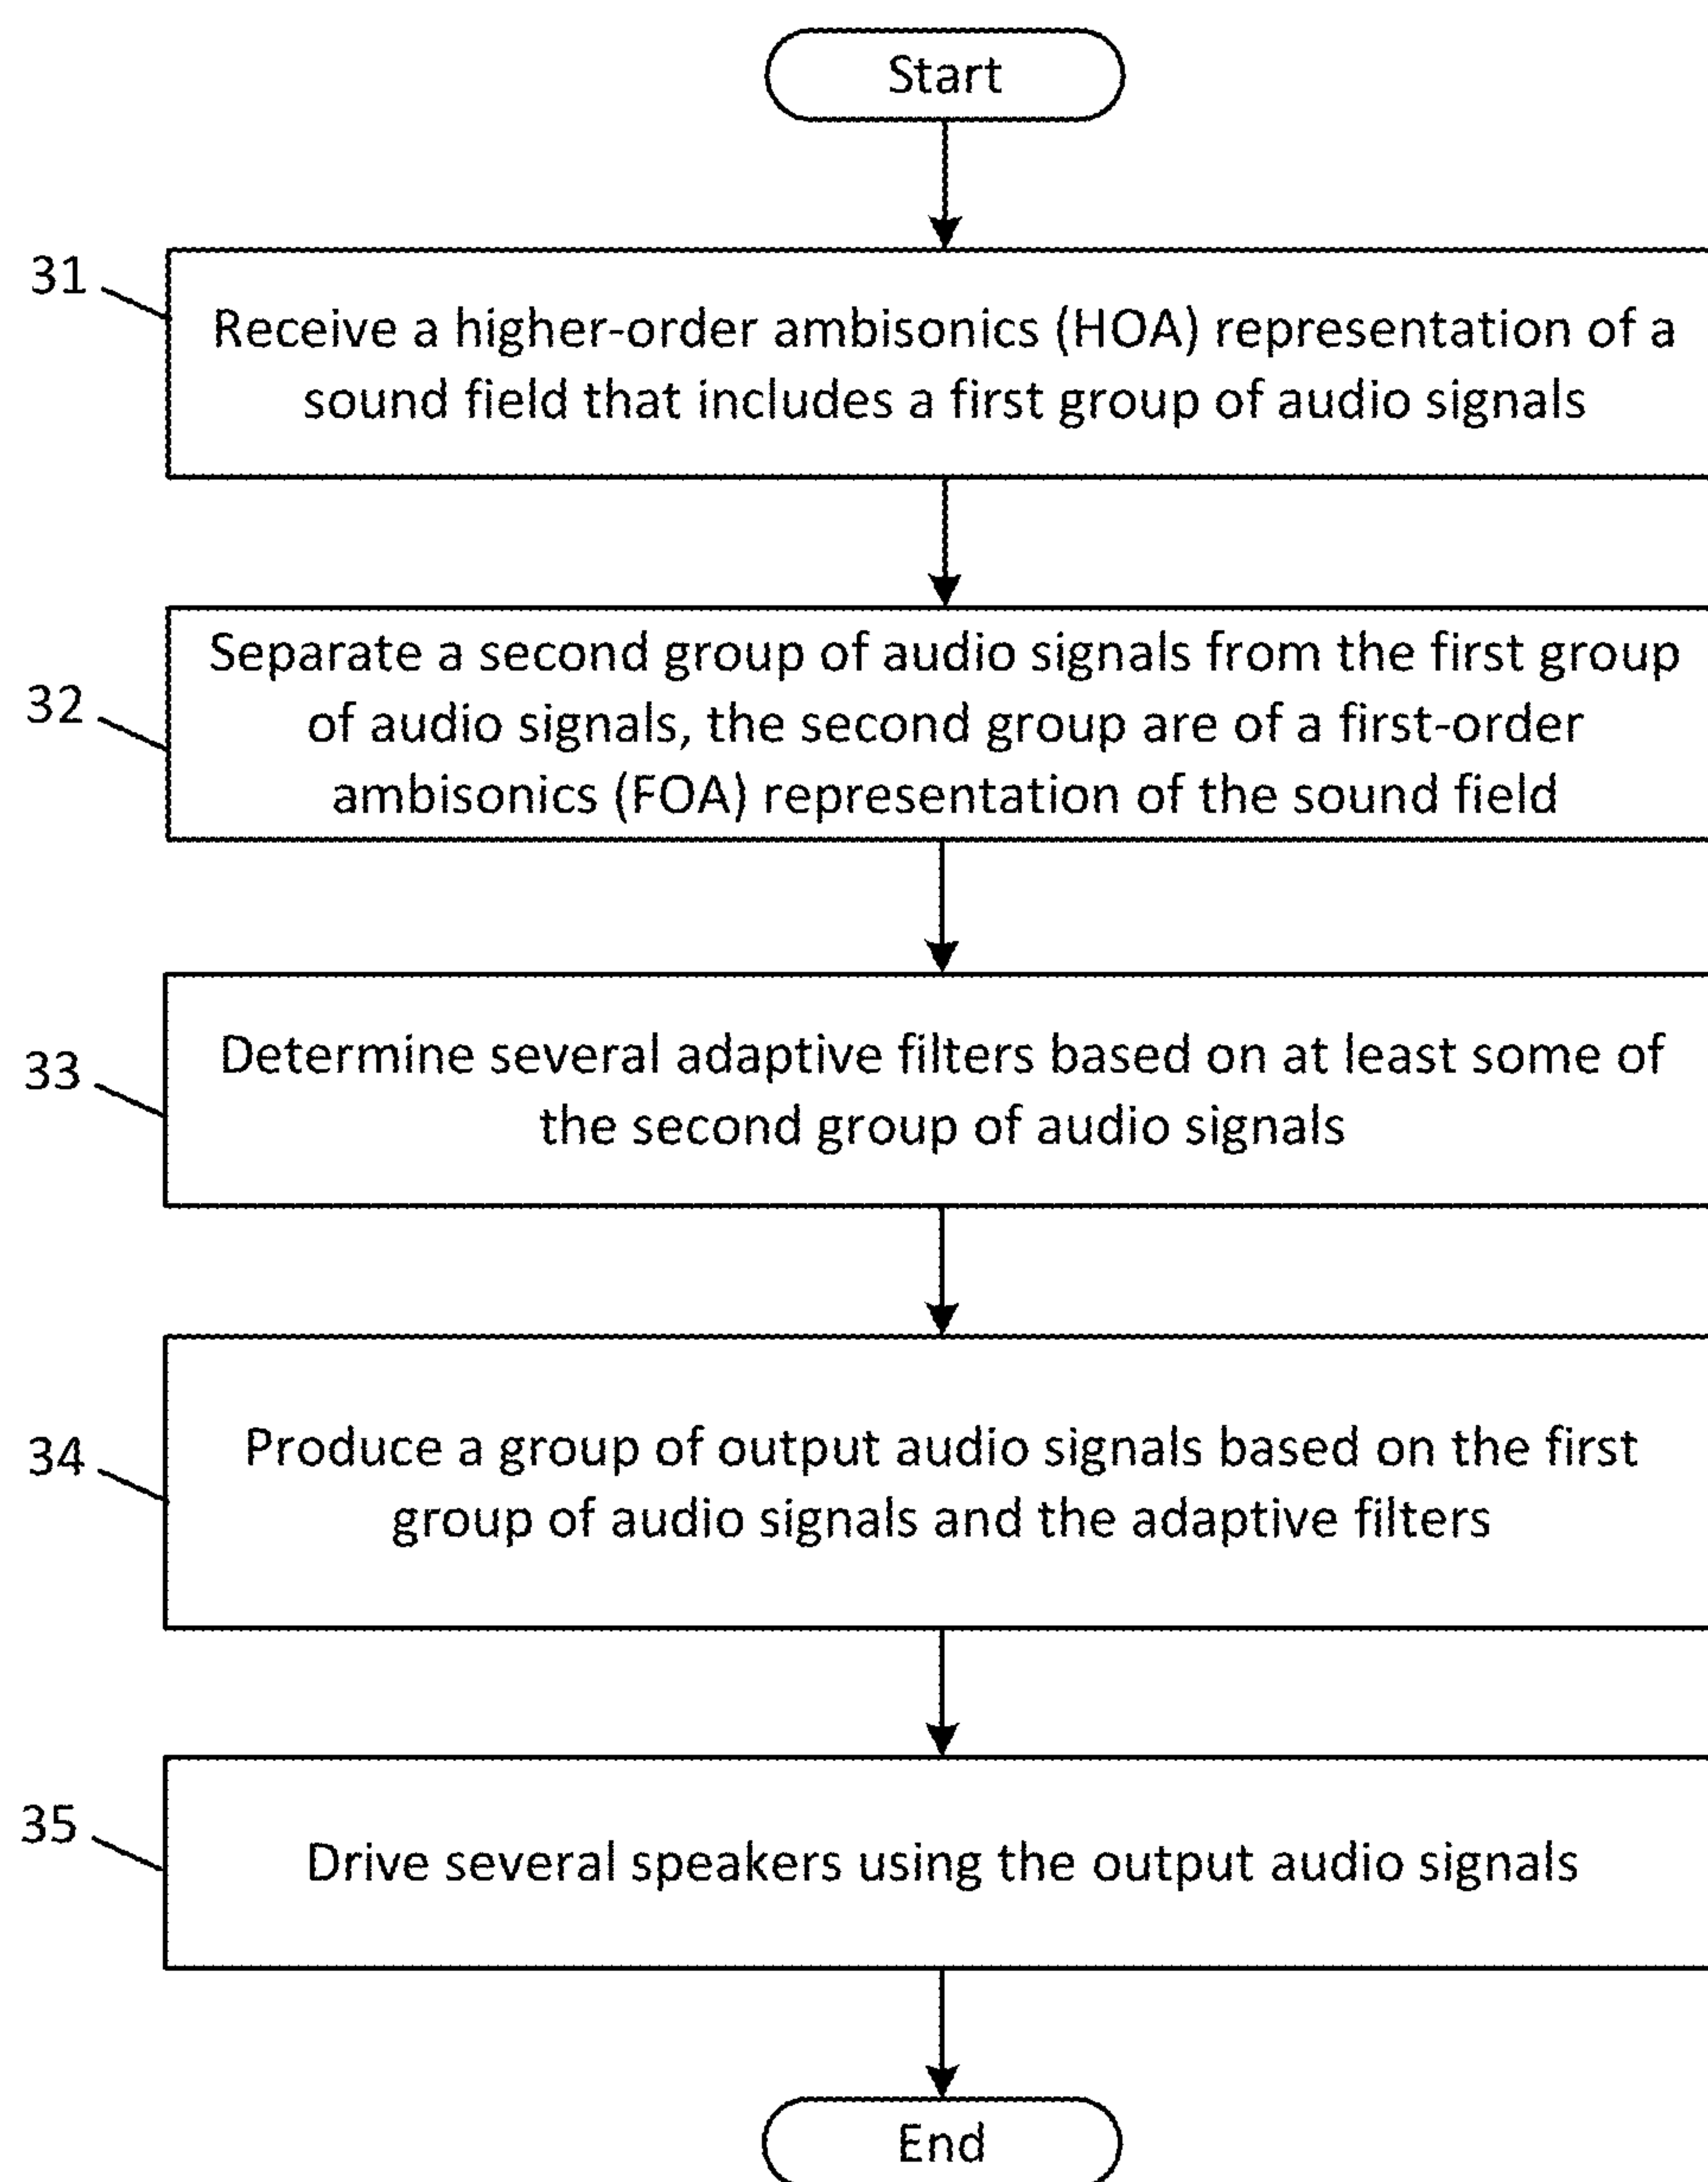 Start
31
Receive a higher-order ambisonics (HOA) representation of a
sound field that includes a first group of audio signals
32
Separate a second group of audio signals from the first group
of audio signals, the second group are of a first-order
ambisonics (FOA) representation of the sound field
33
Determine several adaptive filters based on at least some of
the second group of audio signals
34
Produce a group of output audio signals based on the first
group of audio signals and the adaptive filters
35
Drive several speakers using the output audio signals
End